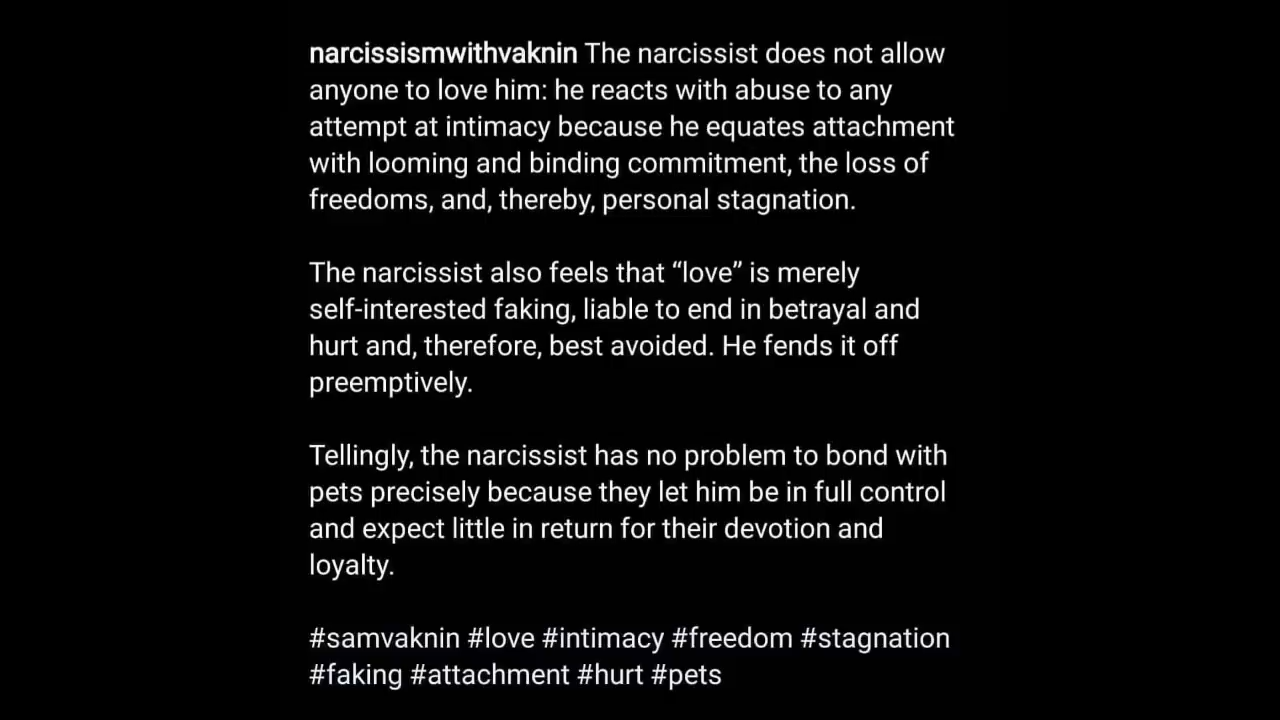 narcissismwithvaknin The narcissist does not allow
anyone to love him: he reacts with abuse to any
attempt at intimacy because he equates attachment
with looming and binding commitment, the loss of
freedoms, and, thereby, personal stagnation.
The narcissist also feels that “love” is merely
self-interested faking, liable to end in betrayal and
hurt and, therefore, best avoided. He fends it off
preemptively.
Tellingly, the narcissist has no problem to bond with
pets precisely because they let him be in full control
and expect little in return for their devotion and
loyalty.
#samvaknin #love #intimacy #freedom #stagnation
#faking #attachment #hurt #pets